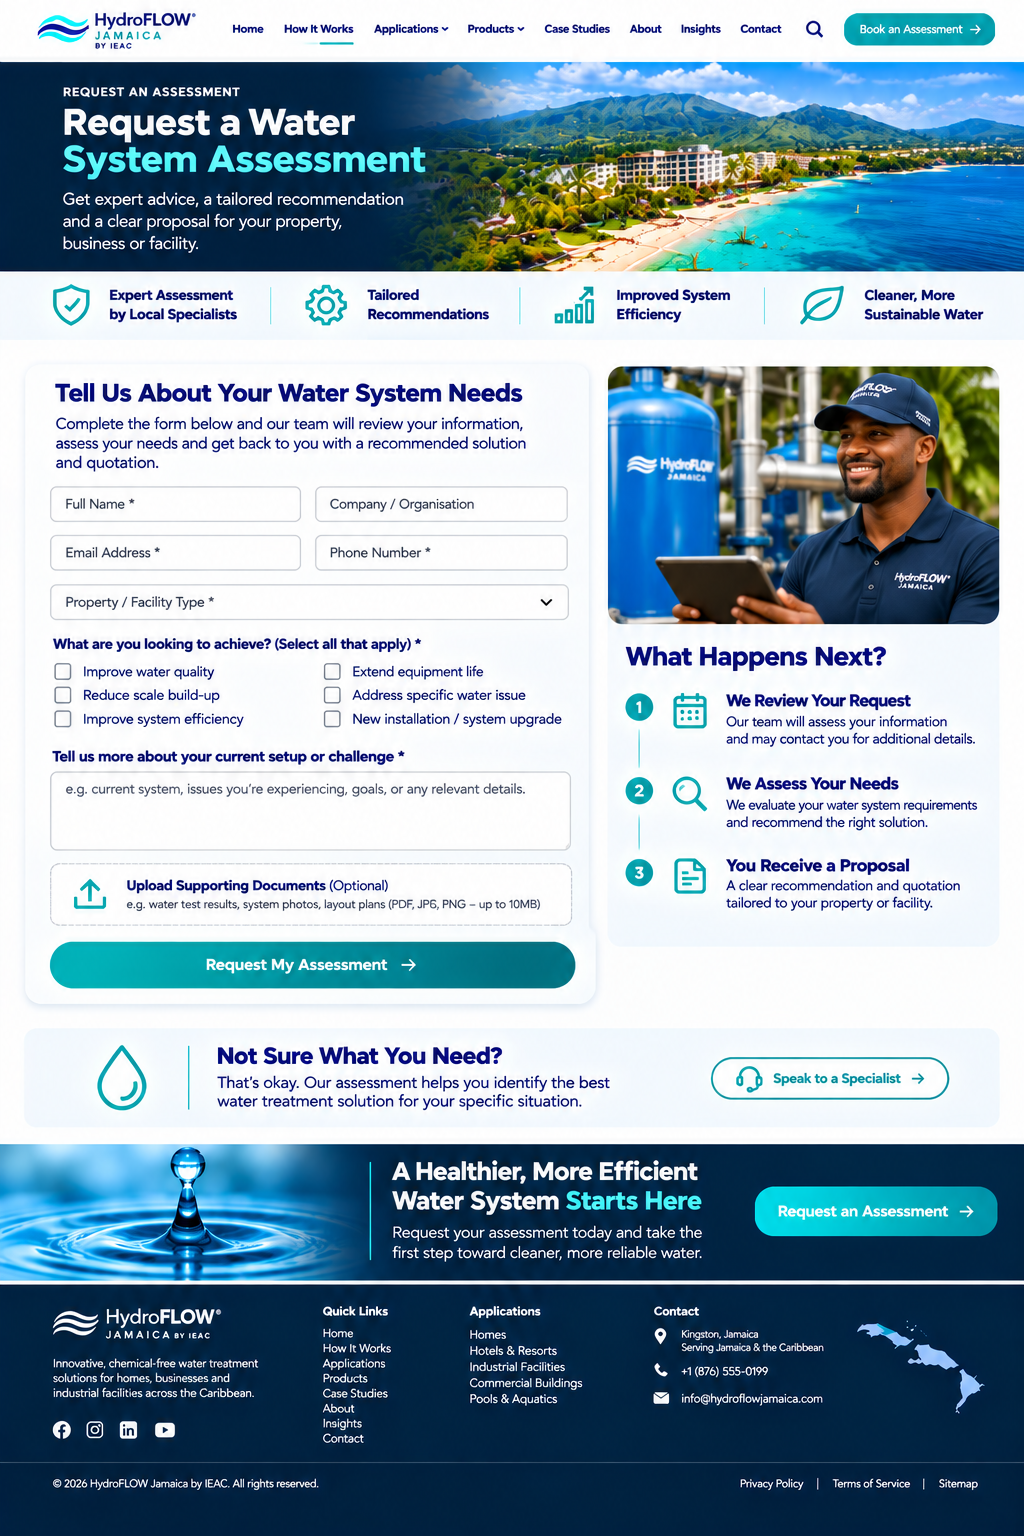 HydroFLOW®
JAMAICA
BY IEAC
Home
How It Works
Applications
Products
Case Studies
About
Insights
Contact
Book an Assessment →
REQUEST AN ASSESSMENT
Request a Water
System Assessment
Get expert advice, a tailored recommendation
and a clear proposal for your property,
business or facility.
Expert Assessment
by Local Specialists
Tailored
Recommendations
Improved System
Efficiency
Cleaner, More
Sustainable Water
Tell Us About Your Water System Needs
Complete the form below and our team will review your information,
assess your needs and get back to you with a recommended solution
and quotation.
Full Name *
Company / Organisation
Email Address *
Phone Number *
Property / Facility Type *
What are you looking to achieve? (Select all that apply) *
Improve water quality
Extend equipment life
Reduce scale build-up
Address specific water issue
Improve system efficiency
New installation / system upgrade
Tell us more about your current setup or challenge *
e.g. current system, issues you're experiencing, goals, or any relevant details.
Upload Supporting Documents (Optional)
e.g. water test results, system photos, layout plans (PDF, JPG, PNG – up to 10MB)
Request My Assessment →
HydroFLOW®
JAMAICA
HydroFLOW®
JAMAICA
What Happens Next?
1
We Review Your Request
Our team will assess your information
and may contact you for additional details.
2
We Assess Your Needs
We evaluate your water system requirements
and recommend the right solution.
3
You Receive a Proposal
A clear recommendation and quotation
tailored to your property or facility.
Not Sure What You Need?
That's okay. Our assessment helps you identify the best
water treatment solution for your specific situation.
Speak to a Specialist →
A Healthier, More Efficient
Water System Starts Here
Request your assessment today and take the
first step toward cleaner, more reliable water.
Request an Assessment →
HydroFLOW®
JAMAICA BY IEAC
Innovative, chemical-free water treatment
solutions for homes, businesses and
industrial facilities across the Caribbean.
Quick Links
Home
How It Works
Applications
Products
Case Studies
About
Insights
Contact
Applications
Homes
Hotels & Resorts
Industrial Facilities
Commercial Buildings
Pools & Aquatics
Contact
Kingston, Jamaica
Serving Jamaica & the Caribbean
+1 (876) 555-0199
info@hydroflowjamaica.com
© 2026 HydroFLOW Jamaica by IEAC. All rights reserved.
Privacy Policy | Terms of Service | Sitemap